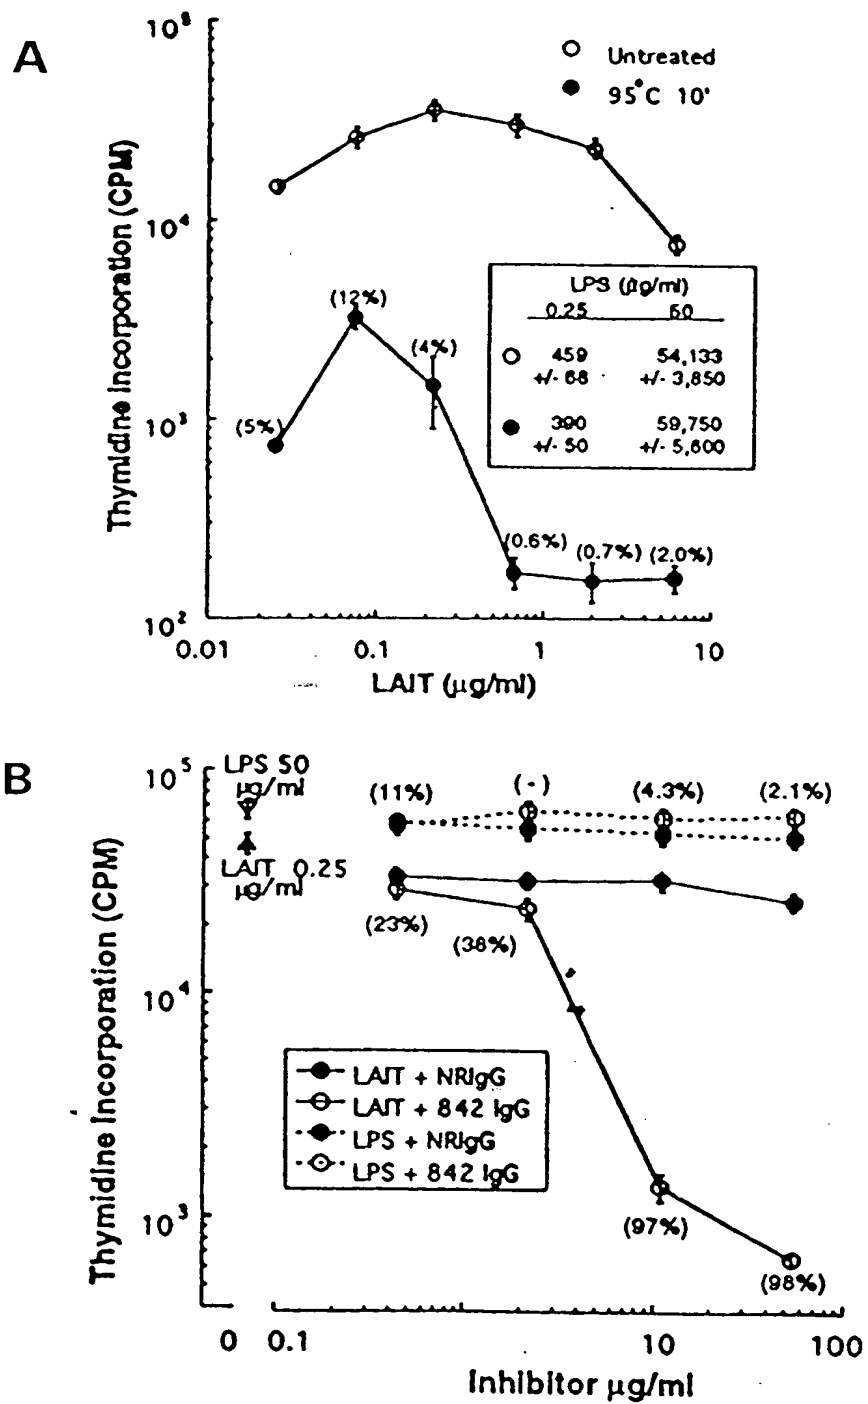 A
10⁵
Untreated
95°C 10'
Thymidine Incorporation (CPM)
10⁴
(12%)
(4%)
(5%)
10³
LPS (µg/ml)
0.25 50
459 54,133
+/- 68 +/- 3,850
390 59,750
+/- 50 +/- 5,600
(0.6%) (0.7%) (2.0%)
10²
0.01 0.1 1 10
LAIT (µg/ml)
B
10⁵
LPS 50
µg/ml
(11%) (-) (4.3%) (2.1%)
LAIT 0.25
µg/ml
Thymidine Incorporation (CPM)
(23%)
(38%)
10⁴
LAIT + NRIgG
LAIT + 842 IgG
LPS + NRIgG
LPS + 842 IgG
10³
(97%)
(98%)
0 0.1 10 100
Inhibitor µg/ml